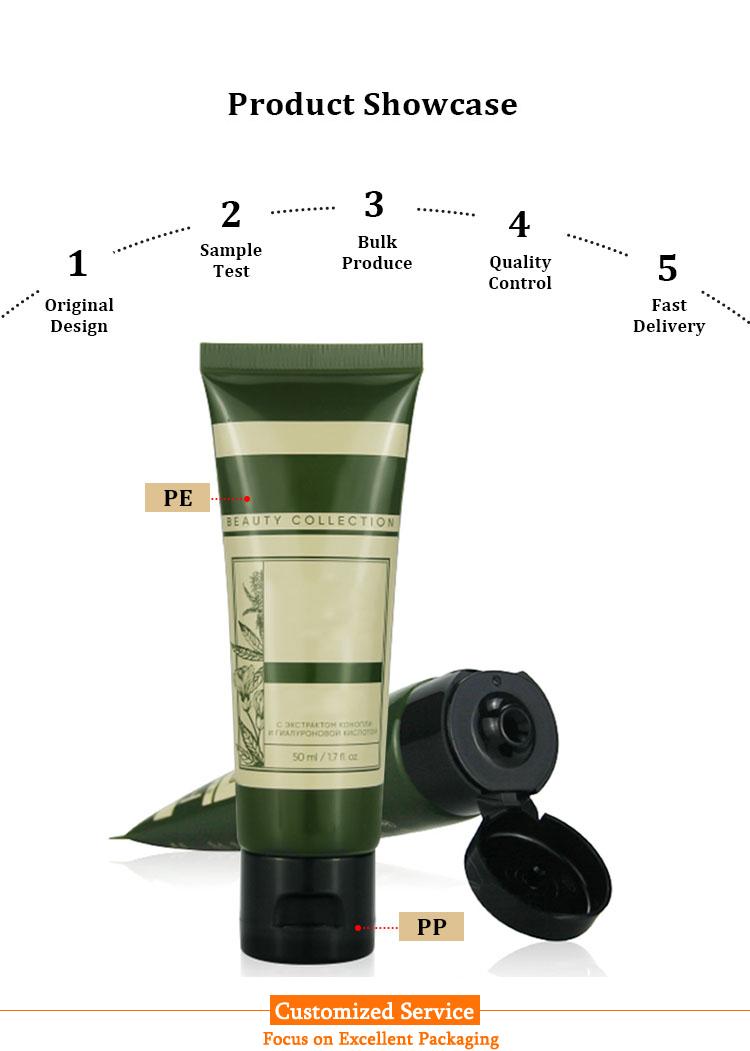 Product Showcase
1
Original
Design
2
Sample
Test
3
Bulk
Produce
4
Quality
Control
5
Fast
Delivery
PE
BEAUTY COLLECTION
С ЭКСТРАКТОМ КОНОПЛИ
И ГИАЛУРОНОВОЙ КИСЛОТОЙ
50 ml / 1.7 fl. oz.
PP
Customized Service
Focus on Excellent Packaging